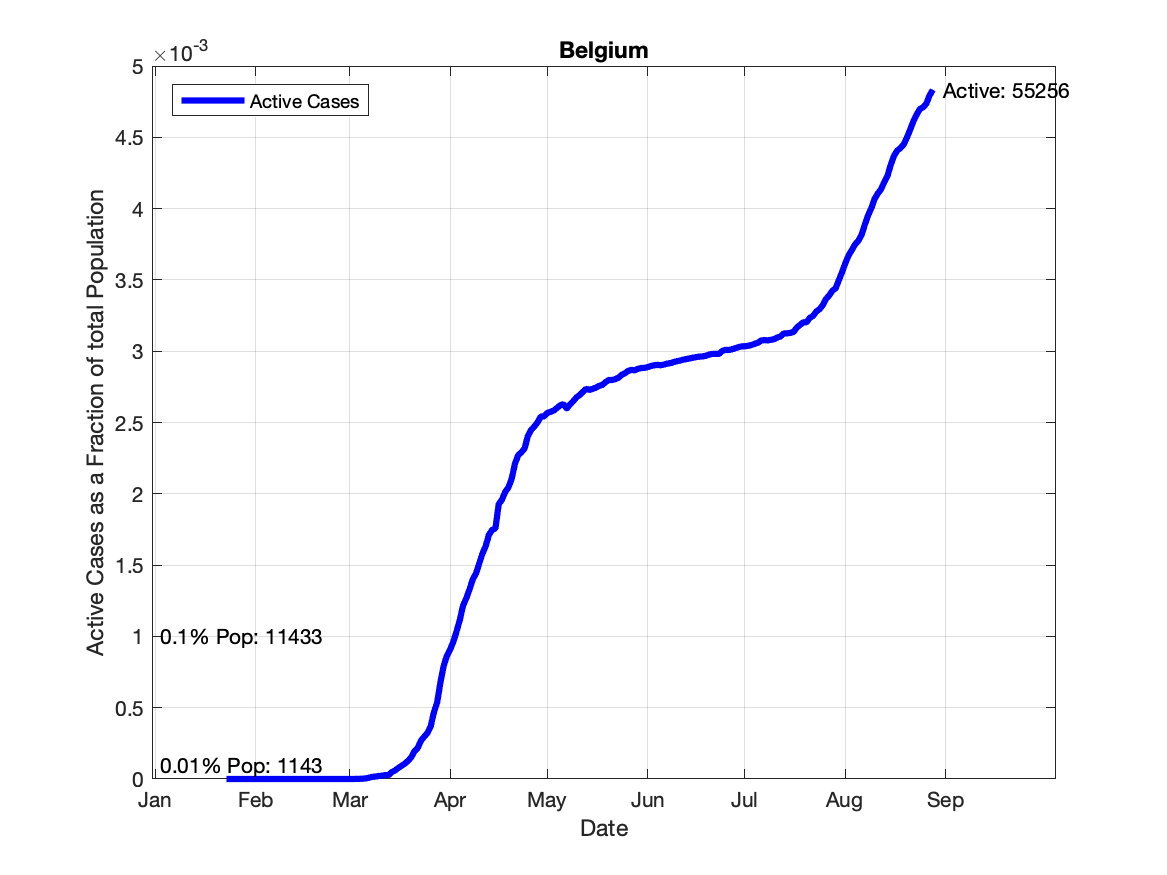 Belgium
×10-3
5
4.5
4
3.5
3
2.5
2
1.5
1
0.5
0
Active Cases as a Fraction of total Population
Active Cases
Active: 55256
0.1% Pop: 11433
0.01% Pop: 1143
Jan Feb Mar Apr May Jun Jul Aug Sep
Date